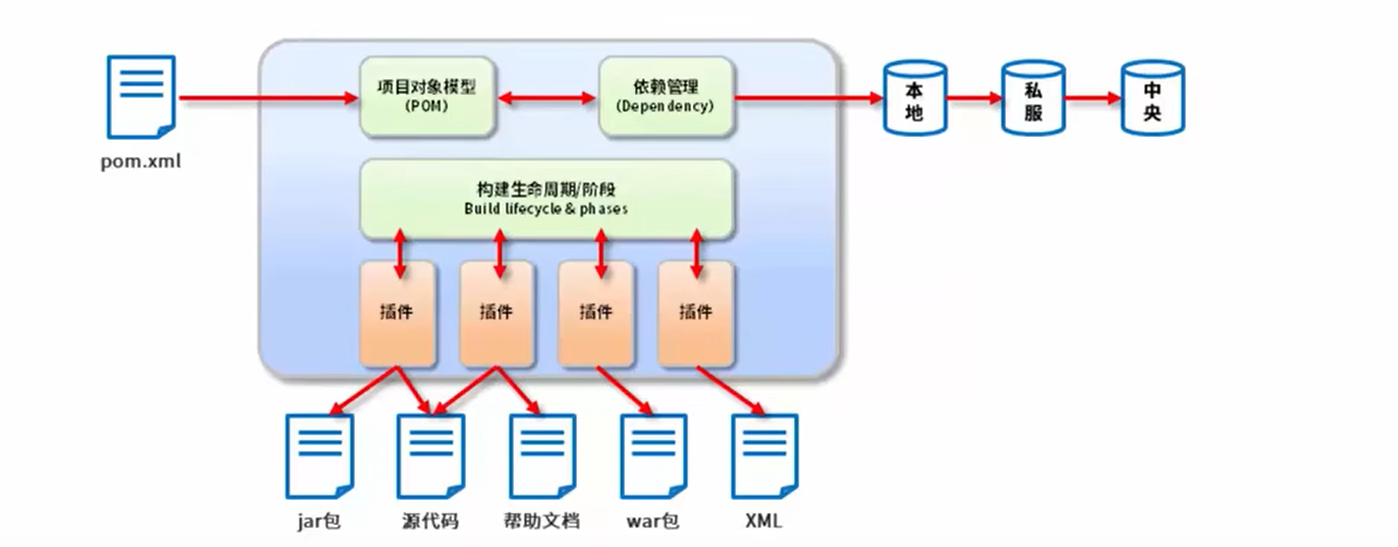 pom.xml
项目对象模型
(POM)
依赖管理
(Dependency)
本
地
私
服
中
央
构建生命周期/阶段
Build lifecycle & phases
插件
插件
插件
插件
jar包
源代码
帮助文档
war包
XML